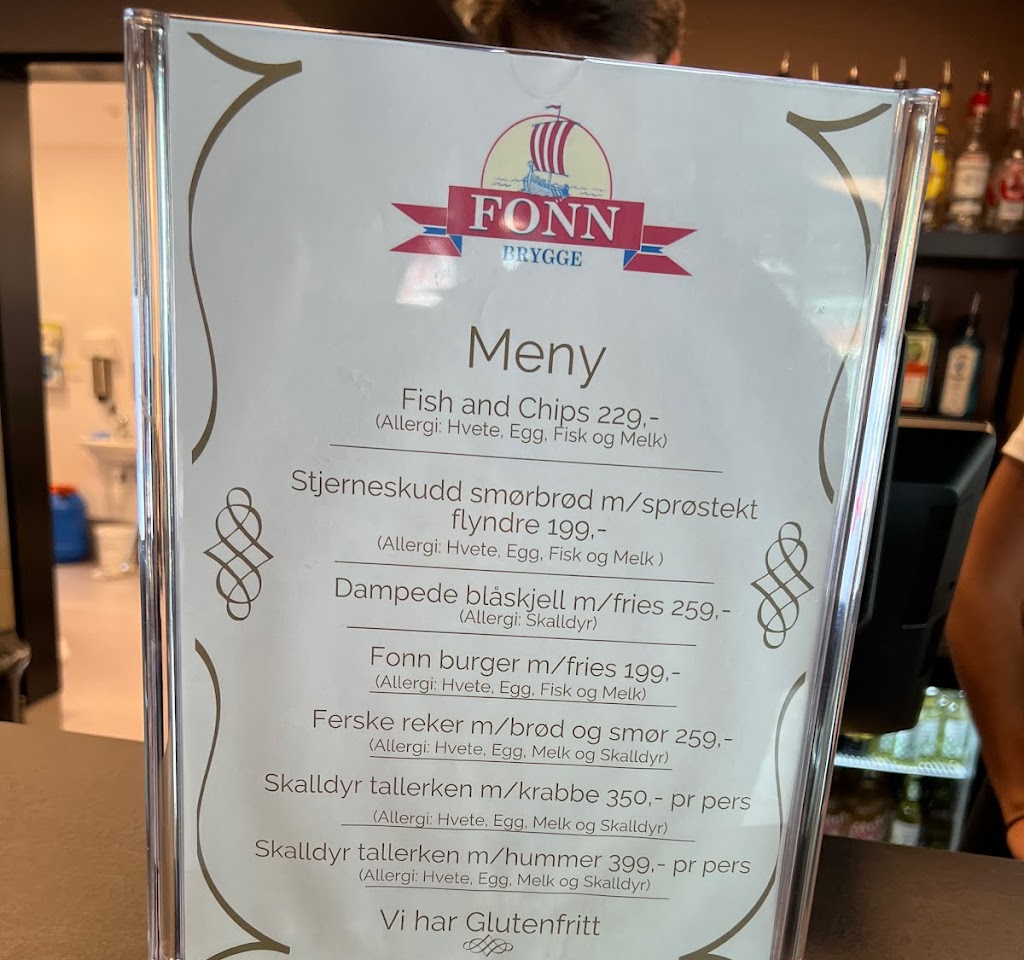 FONN
BRYGGE
Meny
Fish and Chips 229,-
(Allergi: Hvete, Egg, Fisk og Melk)
Stjerneskudd smørbrød m/sprøstekt
flyndre 199,-
(Allergi: Hvete, Egg, Fisk og Melk )
Dampede blåskjell m/fries 259,-
(Allergi: Skalldyr)
Fonn burger m/fries 199,-
(Allergi: Hvete, Egg, Fisk og Melk)
Ferske reker m/brød og smør 259,-
(Allergi: Hvete, Egg, Melk og Skalldyr)
Skalldyr tallerken m/krabbe 350,- pr pers
(Allergi: Hvete, Egg, Melk og Skalldyr)
Skalldyr tallerken m/hummer 399,- pr pers
(Allergi: Hvete, Egg, Melk og Skalldyr)
Vi har Glutenfritt